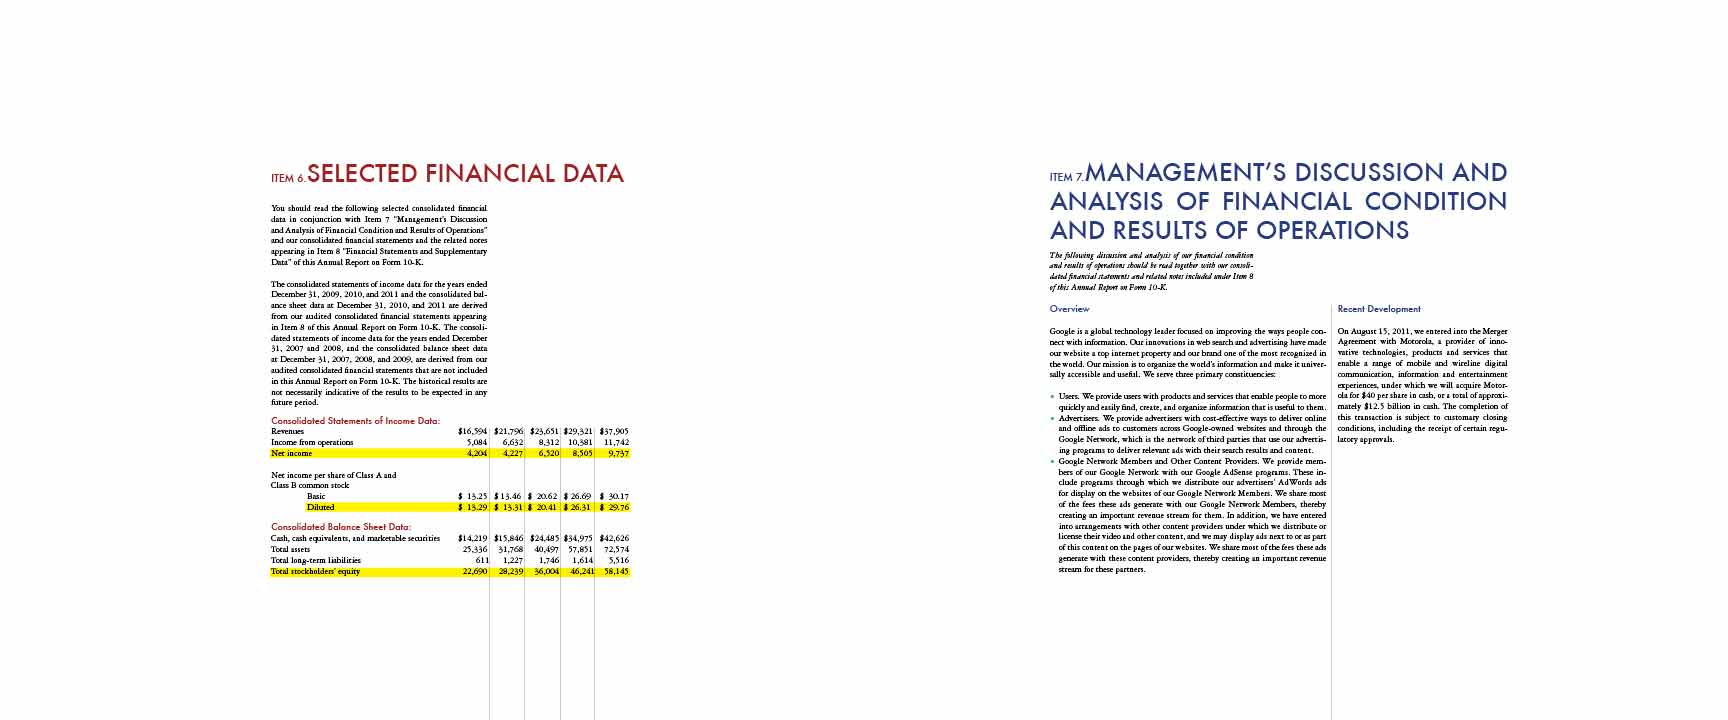 ITEM 6. SELECTED FINANCIAL DATA
You should read the following selected consolidated financial
data in conjunction with Item 7 "Management's Discussion
and Analysis of Financial Condition and Results of Operations"
and our consolidated financial statements and the related notes
appearing in Item 8 "Financial Statements and Supplementary
Data" of this Annual Report on Form 10-K.
The consolidated statements of income data for the years ended
December 31, 2009, 2010, and 2011 and the consolidated bal-
ance sheet data at December 31, 2010, and 2011 are derived
from our audited consolidated financial statements appearing
in Item 8 of this Annual Report on Form 10-K. The consoli-
dated statements of income data for the years ended December
31, 2007 and 2008, and the consolidated balance sheet data
at December 31, 2007, 2008, and 2009, are derived from our
audited consolidated financial statements that are not included
in this Annual Report on Form 10-K. The historical results are
not necessarily indicative of the results to be expected in any
future period.
Consolidated Statements of Income Data:
Revenues $16,594 $21,796 $23,651 $29,321 $37,905
Income from operations 5,084 6,632 8,312 10,381 11,742
Net income 4,204 4,227 6,520 8,505 9,737
Net income per share of Class A and
Class B common stock
Basic $ 13.25 $ 13.46 $ 20.62 $ 26.69 $ 30.17
Diluted $ 13.29 $ 13.31 $ 20.41 $ 26.31 $ 29.76
Consolidated Balance Sheet Data:
Cash, cash equivalents, and marketable securities $14,219 $15,846 $24,485 $34,975 $42,626
Total assets 25,336 31,768 40,497 57,851 72,574
Total long-term liabilities 611 1,227 1,746 1,614 5,516
Total stockholders' equity 22,690 28,239 36,004 46,241 58,145
ITEM 7. MANAGEMENT'S DISCUSSION AND
ANALYSIS OF FINANCIAL CONDITION
AND RESULTS OF OPERATIONS
The following discussion and analysis of our financial condition
and results of operations should be read together with our consoli-
dated financial statements and related notes included under Item 8
of this Annual Report on Form 10-K.
Overview
Google is a global technology leader focused on improving the ways people con-
nect with information. Our innovations in web search and advertising have made
our website a top internet property and our brand one of the most recognized in
the world. Our mission is to organize the world's information and make it univer-
sally accessible and useful. We serve three primary constituencies:
• Users. We provide users with products and services that enable people to more
quickly and easily find, create, and organize information that is useful to them.
• Advertisers. We provide advertisers with cost-effective ways to deliver online
and offline ads to customers across Google-owned websites and through the
Google Network, which is the network of third parties that use our advertis-
ing programs to deliver relevant ads with their search results and content.
• Google Network Members and Other Content Providers. We provide mem-
bers of our Google Network with our Google AdSense programs. These in-
clude programs through which we distribute our advertisers' AdWords ads
for display on the websites of our Google Network Members. We share most
of the fees these ads generate with our Google Network Members, thereby
creating an important revenue stream for them. In addition, we have entered
into arrangements with other content providers under which we distribute or
license their video and other content, and we may display ads next to or as part
of this content on the pages of our websites. We share most of the fees these ads
generate with these content providers, thereby creating an important revenue
stream for these partners.
Recent Development
On August 15, 2011, we entered into the Merger
Agreement with Motorola, a provider of inno-
vative technologies, products and services that
enable a range of mobile and wireline digital
communication, information and entertainment
experiences, under which we will acquire Motor-
ola for $40 per share in cash, or a total of approxi-
mately $12.5 billion in cash. The completion of
this transaction is subject to customary closing
conditions, including the receipt of certain regu-
latory approvals.